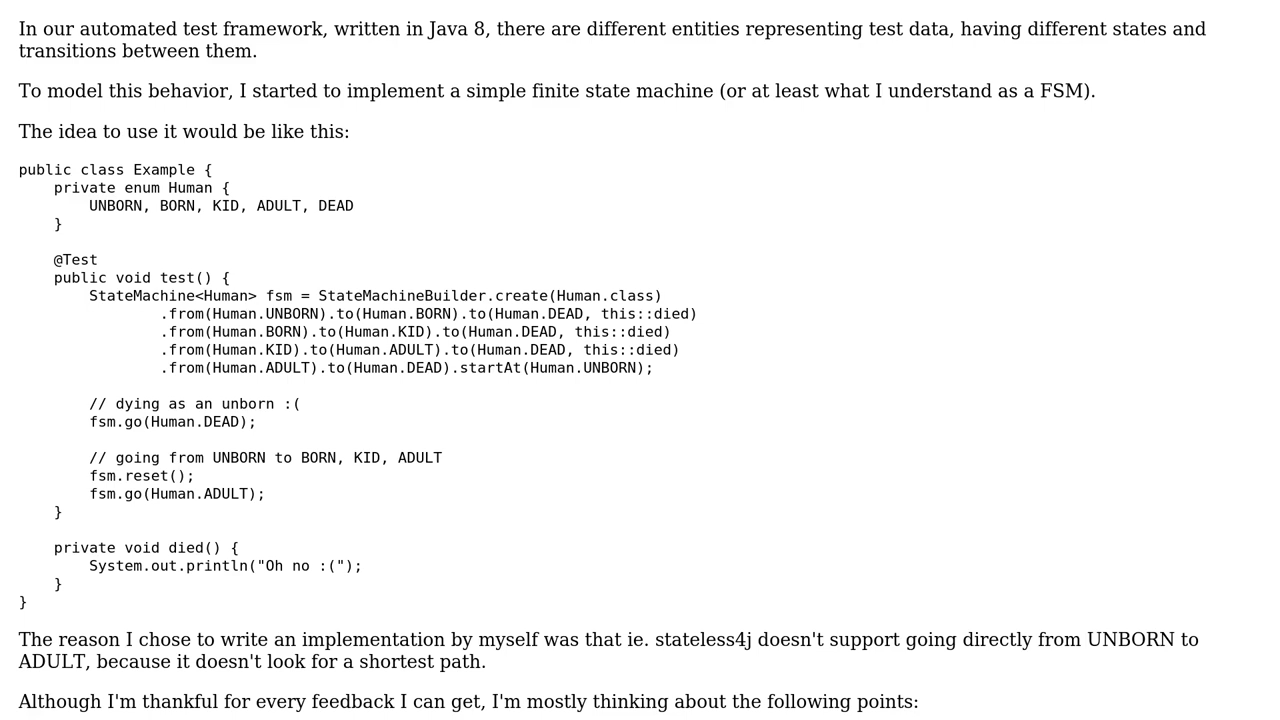 In our automated test framework, written in Java 8, there are different entities representing test data, having different states and
transitions between them.
To model this behavior, I started to implement a simple finite state machine (or at least what I understand as a FSM).
The idea to use it would be like this:
public class Example {
    private enum Human {
        UNBORN, BORN, KID, ADULT, DEAD
    }

    @Test
    public void test() {
        StateMachine<Human> fsm = StateMachineBuilder.create(Human.class)
                .from(Human.UNBORN).to(Human.BORN).to(Human.DEAD, this::died)
                .from(Human.BORN).to(Human.KID).to(Human.DEAD, this::died)
                .from(Human.KID).to(Human.ADULT).to(Human.DEAD, this::died)
                .from(Human.ADULT).to(Human.DEAD).startAt(Human.UNBORN);

        // dying as an unborn :(
        fsm.go(Human.DEAD);

        // going from UNBORN to BORN, KID, ADULT
        fsm.reset();
        fsm.go(Human.ADULT);
    }

    private void died() {
        System.out.println("Oh no :(");
    }
}
The reason I chose to write an implementation by myself was that ie. stateless4j doesn't support going directly from UNBORN to
ADULT, because it doesn't look for a shortest path.
Although I'm thankful for every feedback I can get, I'm mostly thinking about the following points: